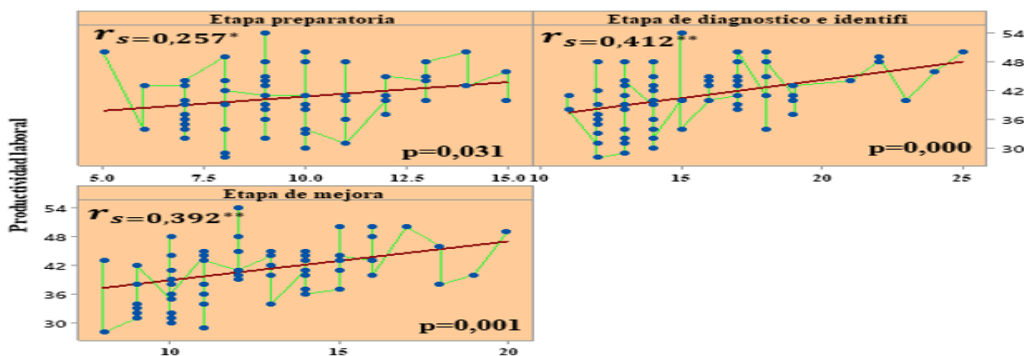 Etapa preparatoria
Etapa de diagnostico e identifi
rs=0,257*
rs=0,412**
54
48
42
36
30
p=0,031
p=0,000
5.0 7.5 10.0 12.5 15.0
10 15 20 25
Productividad laboral
Etapa de mejora
rs=0,392**
54
48
42
36
30
p=0,001
10 15 20